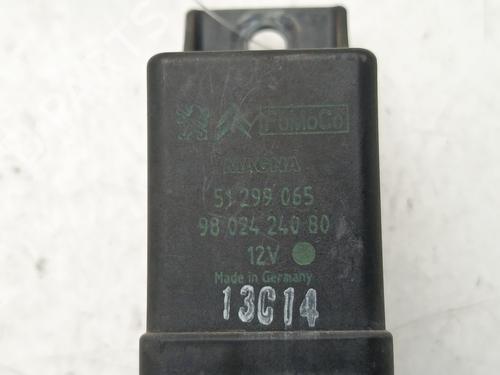 FoMoCo
MAGNA
51 299 065
98 024 240 80
12V
Made in Germany
13C14